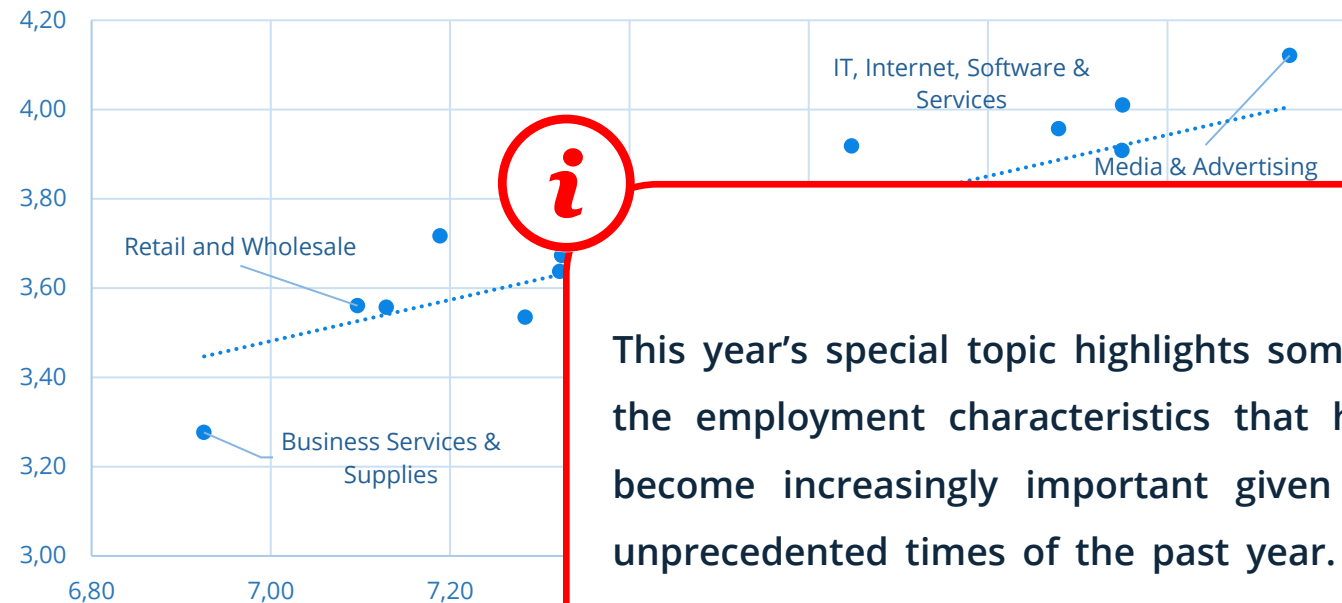 4,20
IT, Internet, Software &
Services
4,00
Media & Advertising
3,80
i
Retail and Wholesale
3,60
This year's special topic highlights
3,40
the employment characteristics that
Business Services &
Supplies
3,20
become increasingly important given
unprecedented times of the past year.
3,00
6,80
7,00
7,20